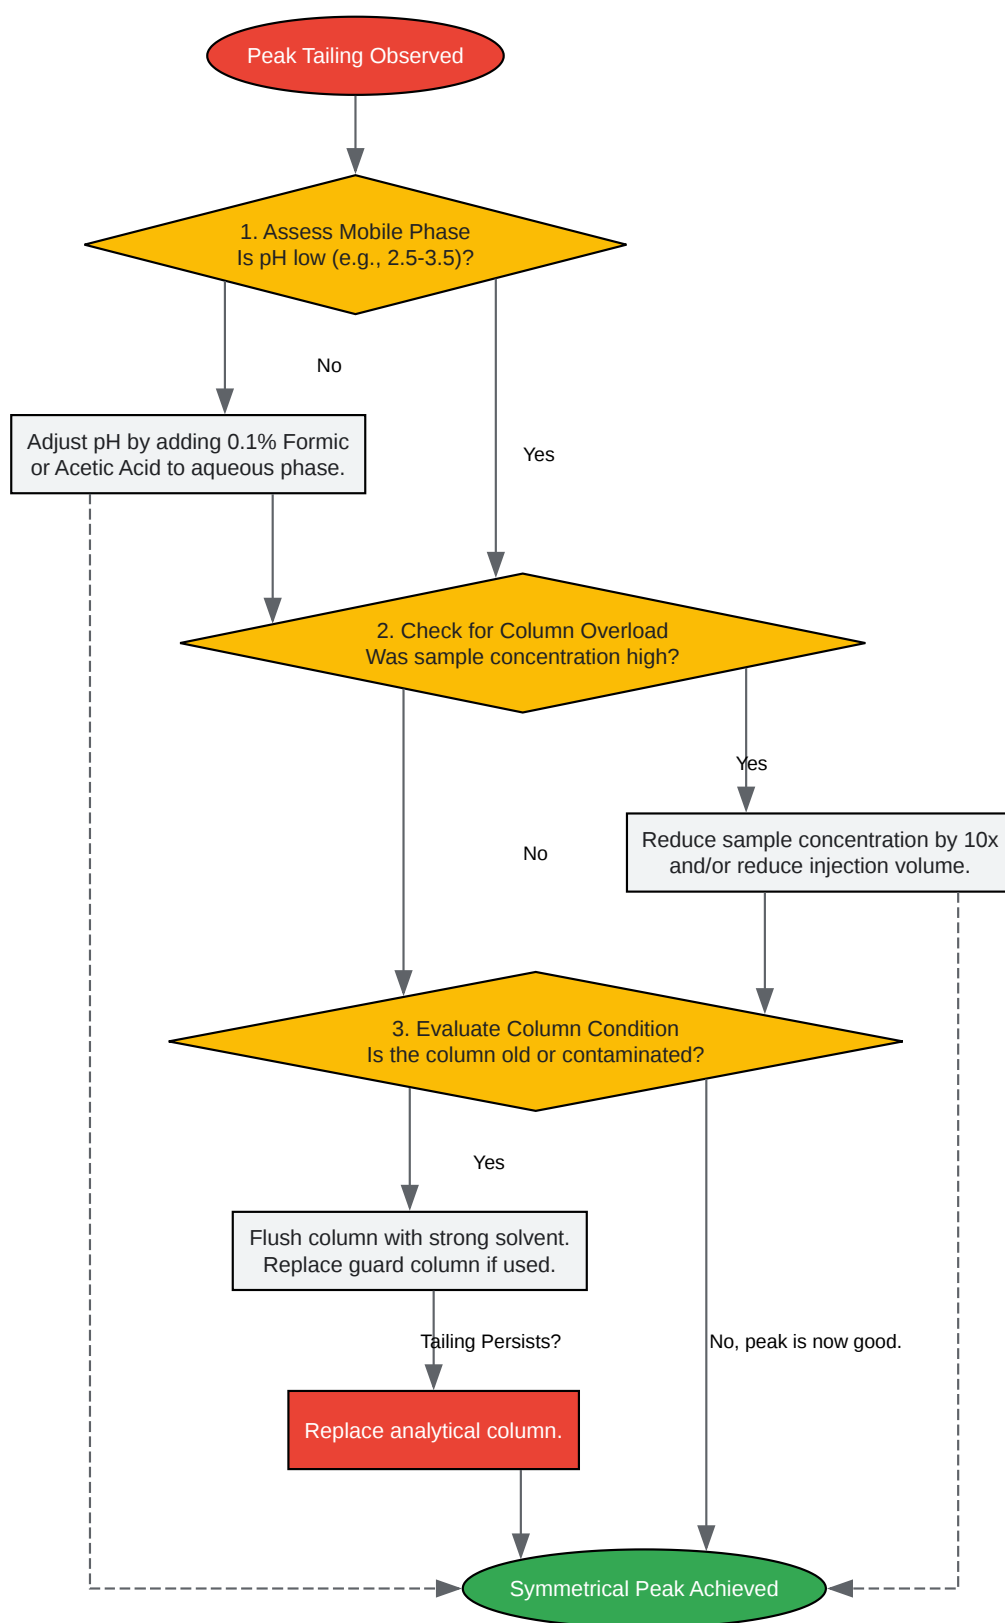 Peak Tailing Observed
1. Assess Mobile Phase
Is pH low (e.g., 2.5-3.5)?
No
Adjust pH by adding 0.1% Formic
or Acetic Acid to aqueous phase.
Yes
2. Check for Column Overload
Was sample concentration high?
Yes
Reduce sample concentration by 10x
and/or reduce injection volume.
No
3. Evaluate Column Condition
Is the column old or contaminated?
Yes
Flush column with strong solvent.
Replace guard column if used.
Tailing Persists?
No, peak is now good.
Replace analytical column.
Symmetrical Peak Achieved